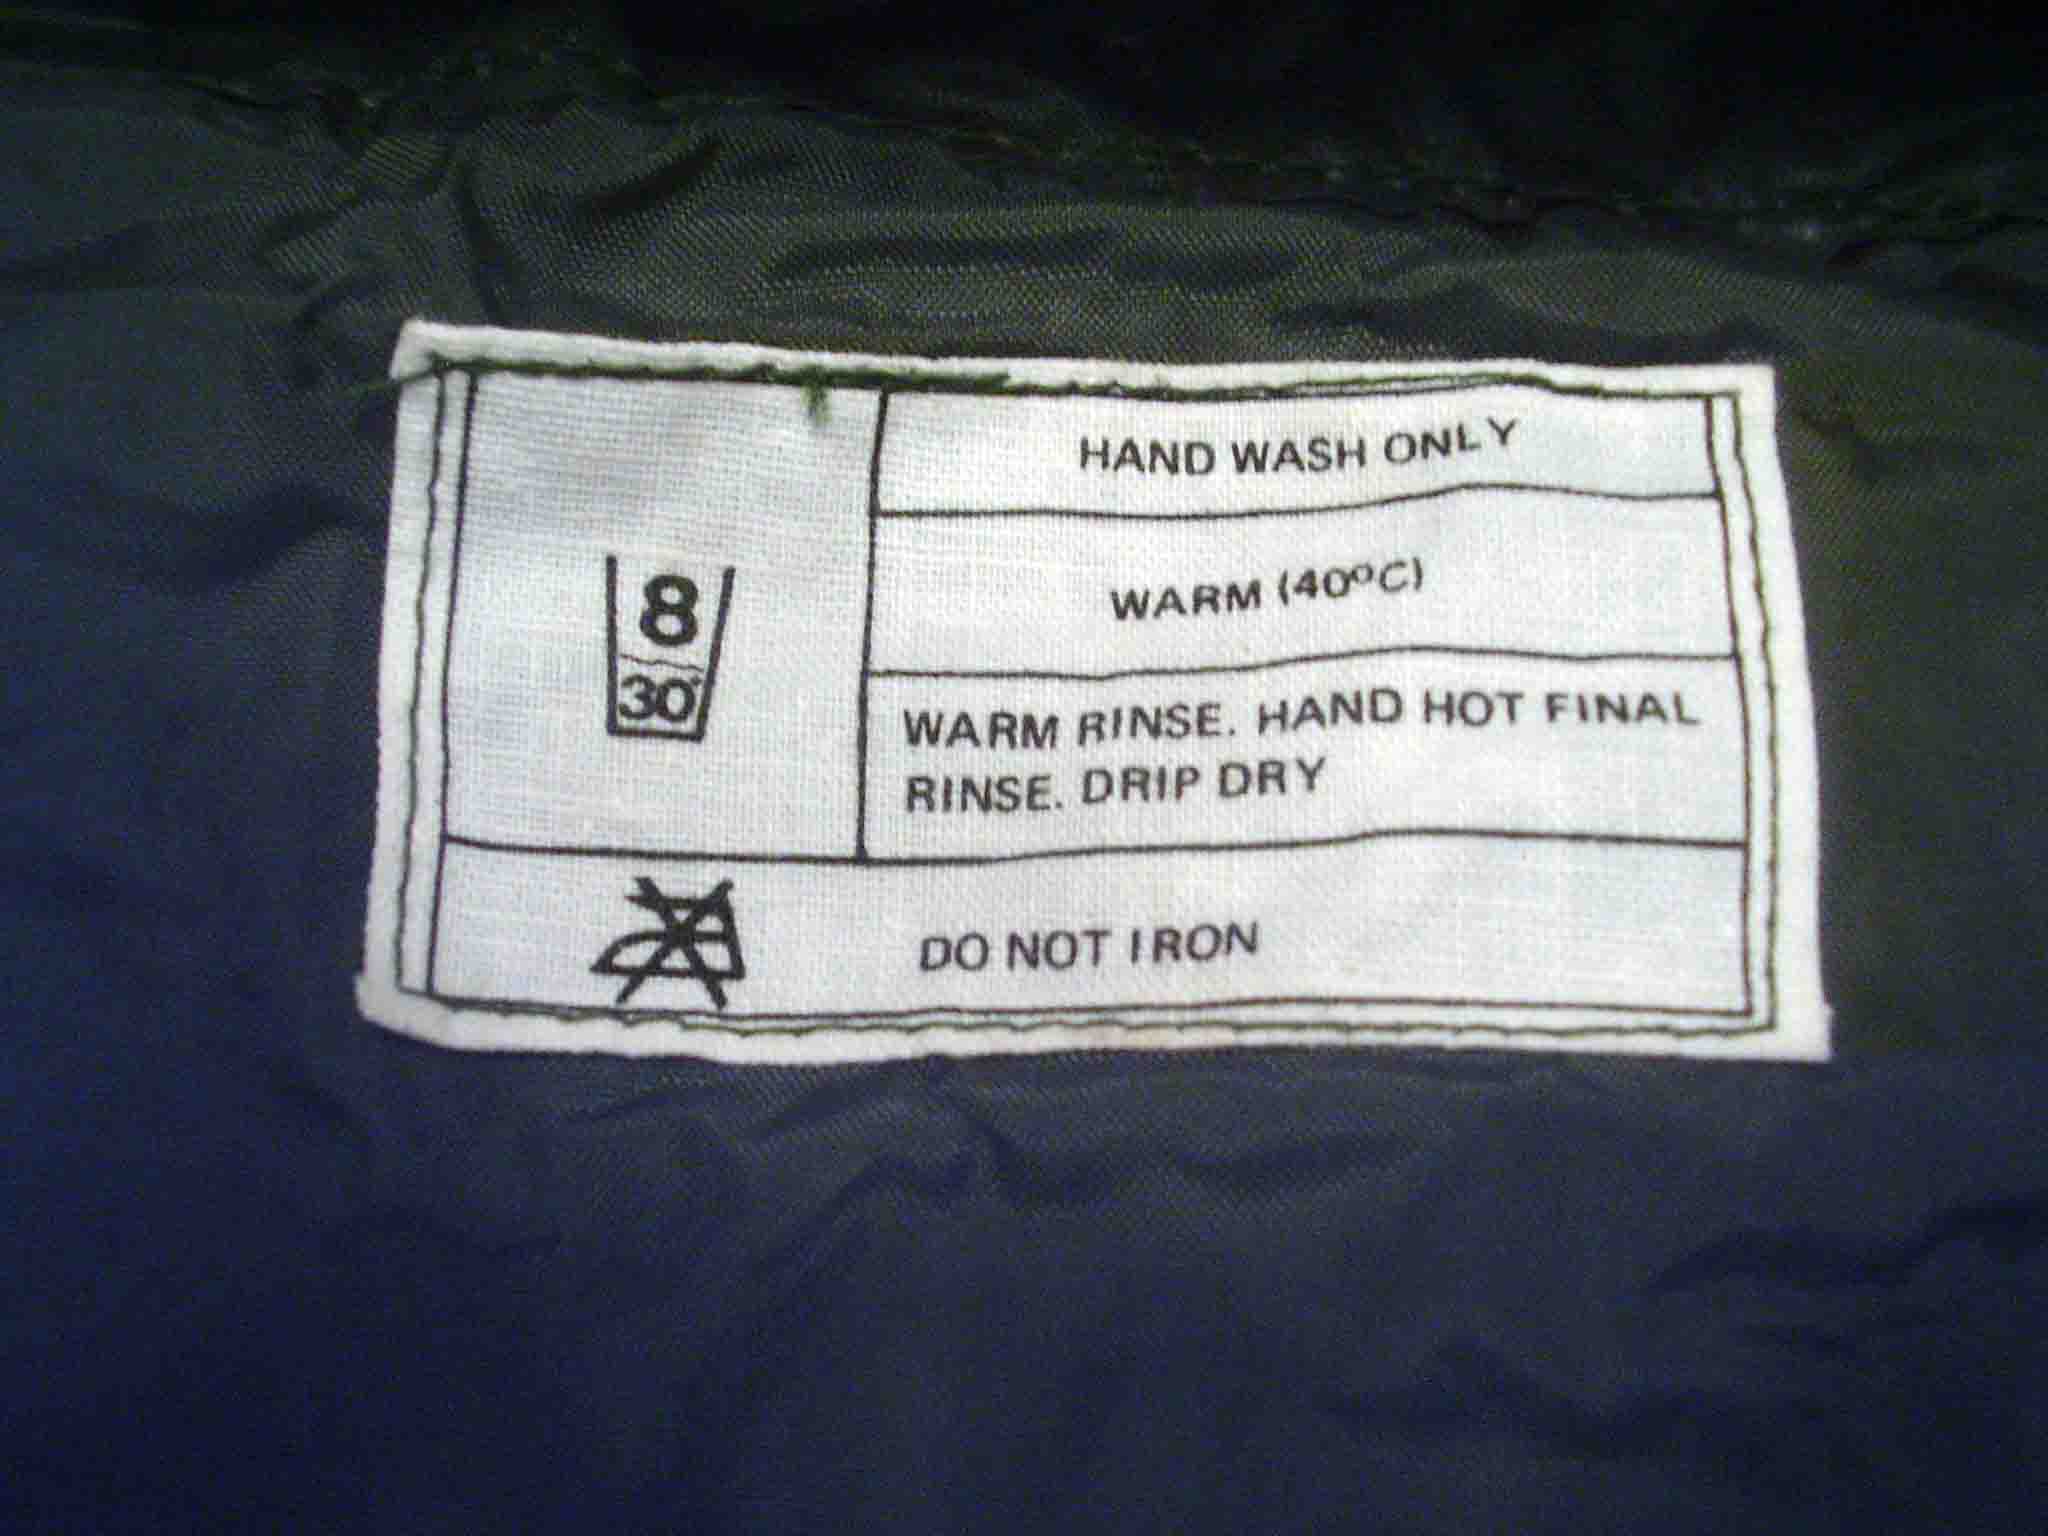 HAND WASH ONLY
8
WARM (40°C)
30°
WARM RINSE. HAND HOT FINAL
RINSE. DRIP DRY
DO NOT IRON